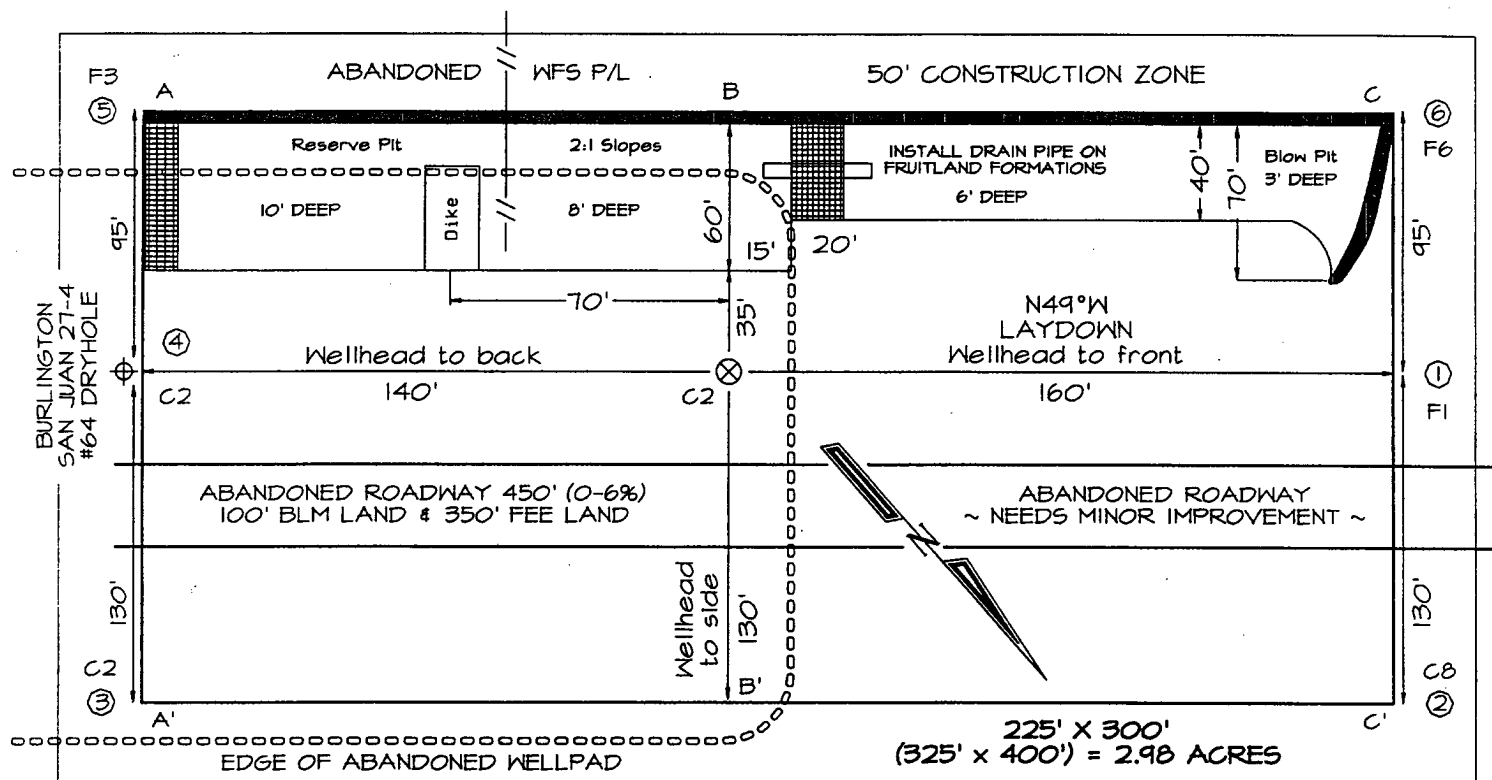 ABANDONED WFS P/L
50' CONSTRUCTION ZONE
F3
A
B
C
5
6
F6
Reserve Pit
2:1 Slopes
INSTALL DRAIN PIPE ON
FRUITLAND FORMATIONS
6' DEEP
Blow Pit
3' DEEP
40'
70'
10' DEEP
Dike
8' DEEP
60'
95'
95'
15'
20'
70'
35'
N49°W
LAYDOWN
Wellhead to front
160'
BURLINGTON
SAN JUAN 27-4
#64 DRYHOLE
4
Wellhead to back
140'
C2
C2
1
F1
ABANDONED ROADWAY 450' (0-6%)
100' BLM LAND & 350' FEE LAND
ABANDONED ROADWAY
~ NEEDS MINOR IMPROVEMENT ~
N
130'
Wellhead
to side
130'
130'
C2
3
A'
B'
C8
2
C'
225' X 300'
(325' x 400') = 2.98 ACRES
EDGE OF ABANDONED WELLPAD